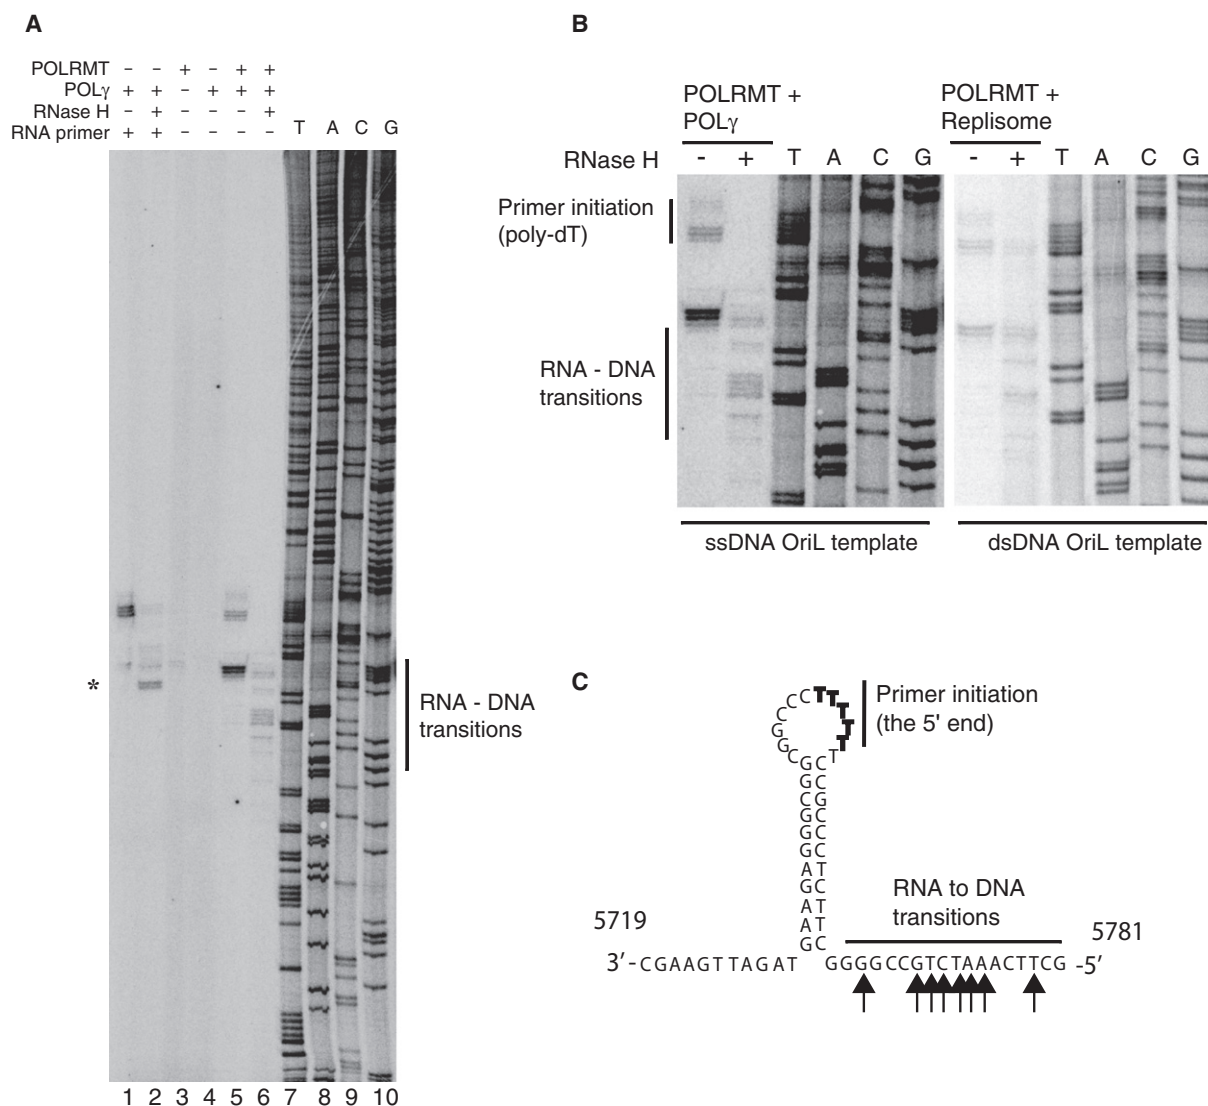 A
POLRMT – – + – + +
POLγ + + – + + +
RNase H – + – – – +
RNA primer + + – – – –
T A C G
*
RNA - DNA
transitions
1 2 3 4 5 6 7 8 9 10
B
POLRMT +
POLγ
POLRMT +
Replisome
RNase H - + T A C G - + T A C G
Primer initiation
(poly-dT)
RNA - DNA
transitions
ssDNA OriL template
dsDNA OriL template
C
Primer initiation
(the 5' end)
C C C G G C
C T T T T T T
G C
G C
C G
G C
G C
G C
A T
G C
A T
A T
G C
RNA to DNA
transitions
5719
5781
3′-CGAAGTTAGAT GGGGCCGTCTAAACTTCG -5′